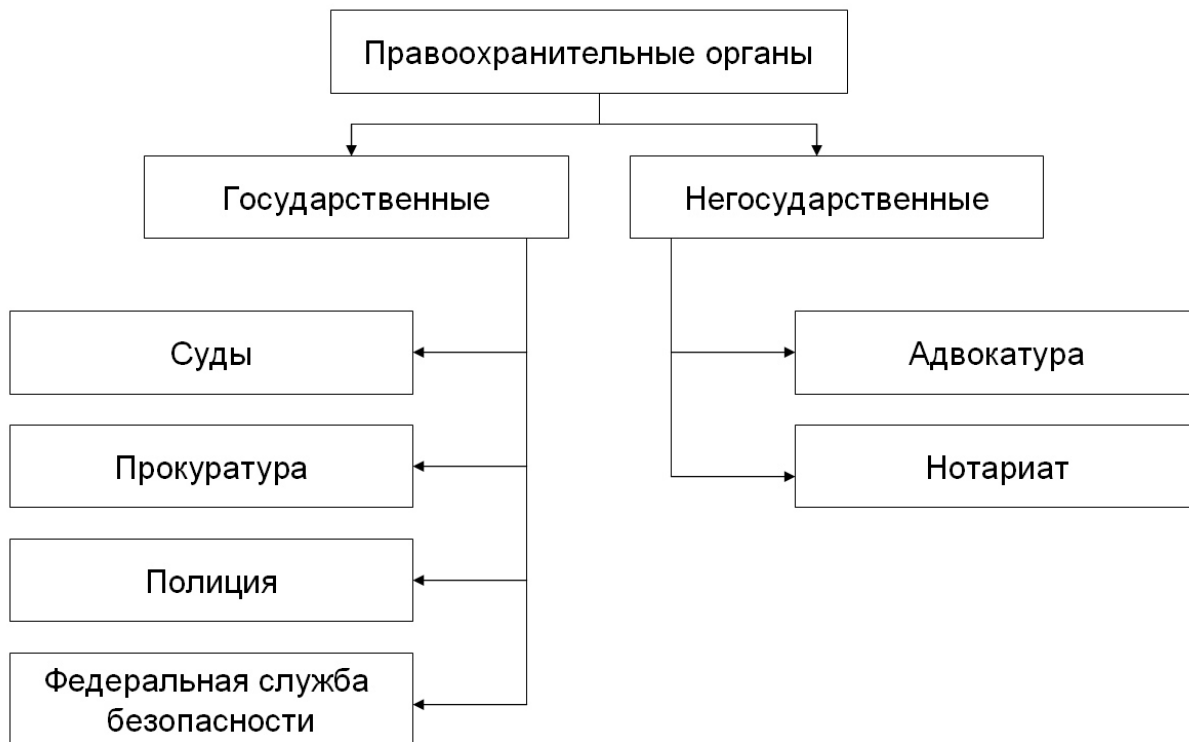 Правоохранительные органы
Государственные
Негосударственные
Суды
Адвокатура
Прокуратура
Нотариат
Полиция
Федеральная служба
безопасности